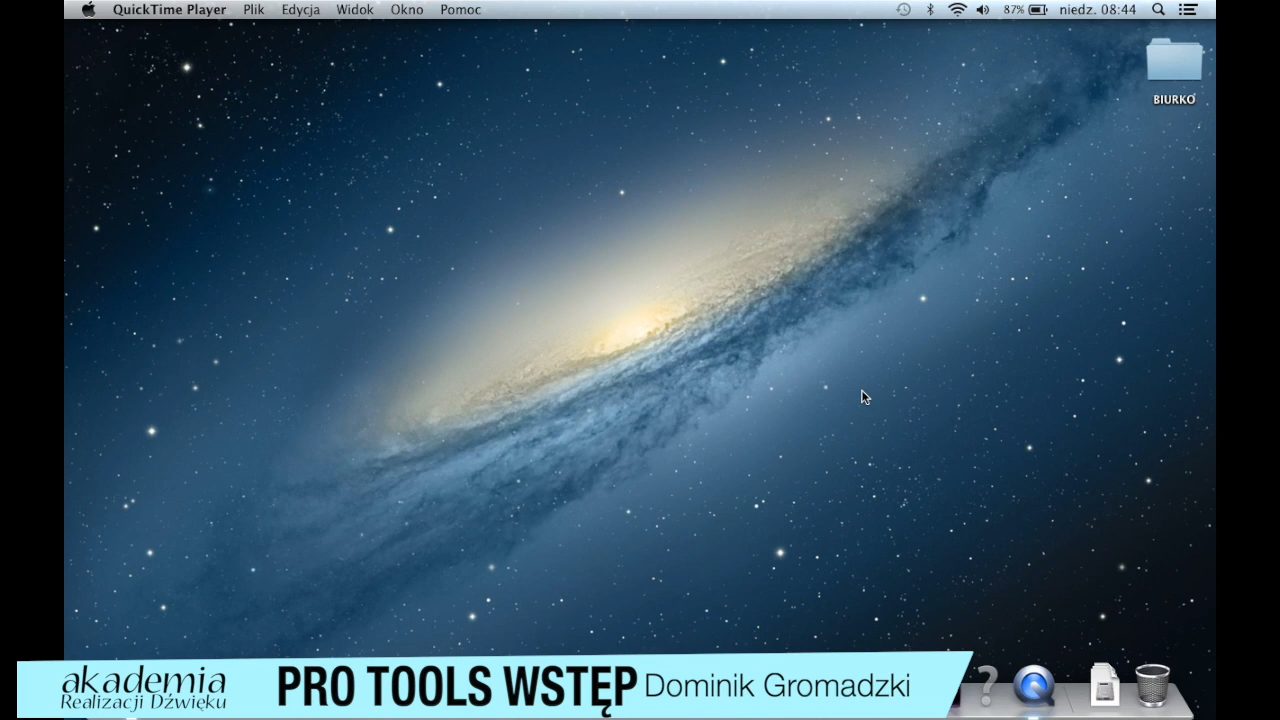 QuickTime Player Plik Edycja Widok Okno Pomoc 87% niedz. 08:44
BIURKO
akademia
Realizacji Dźwięku
PRO TOOLS WSTĘP Dominik Gromadzki